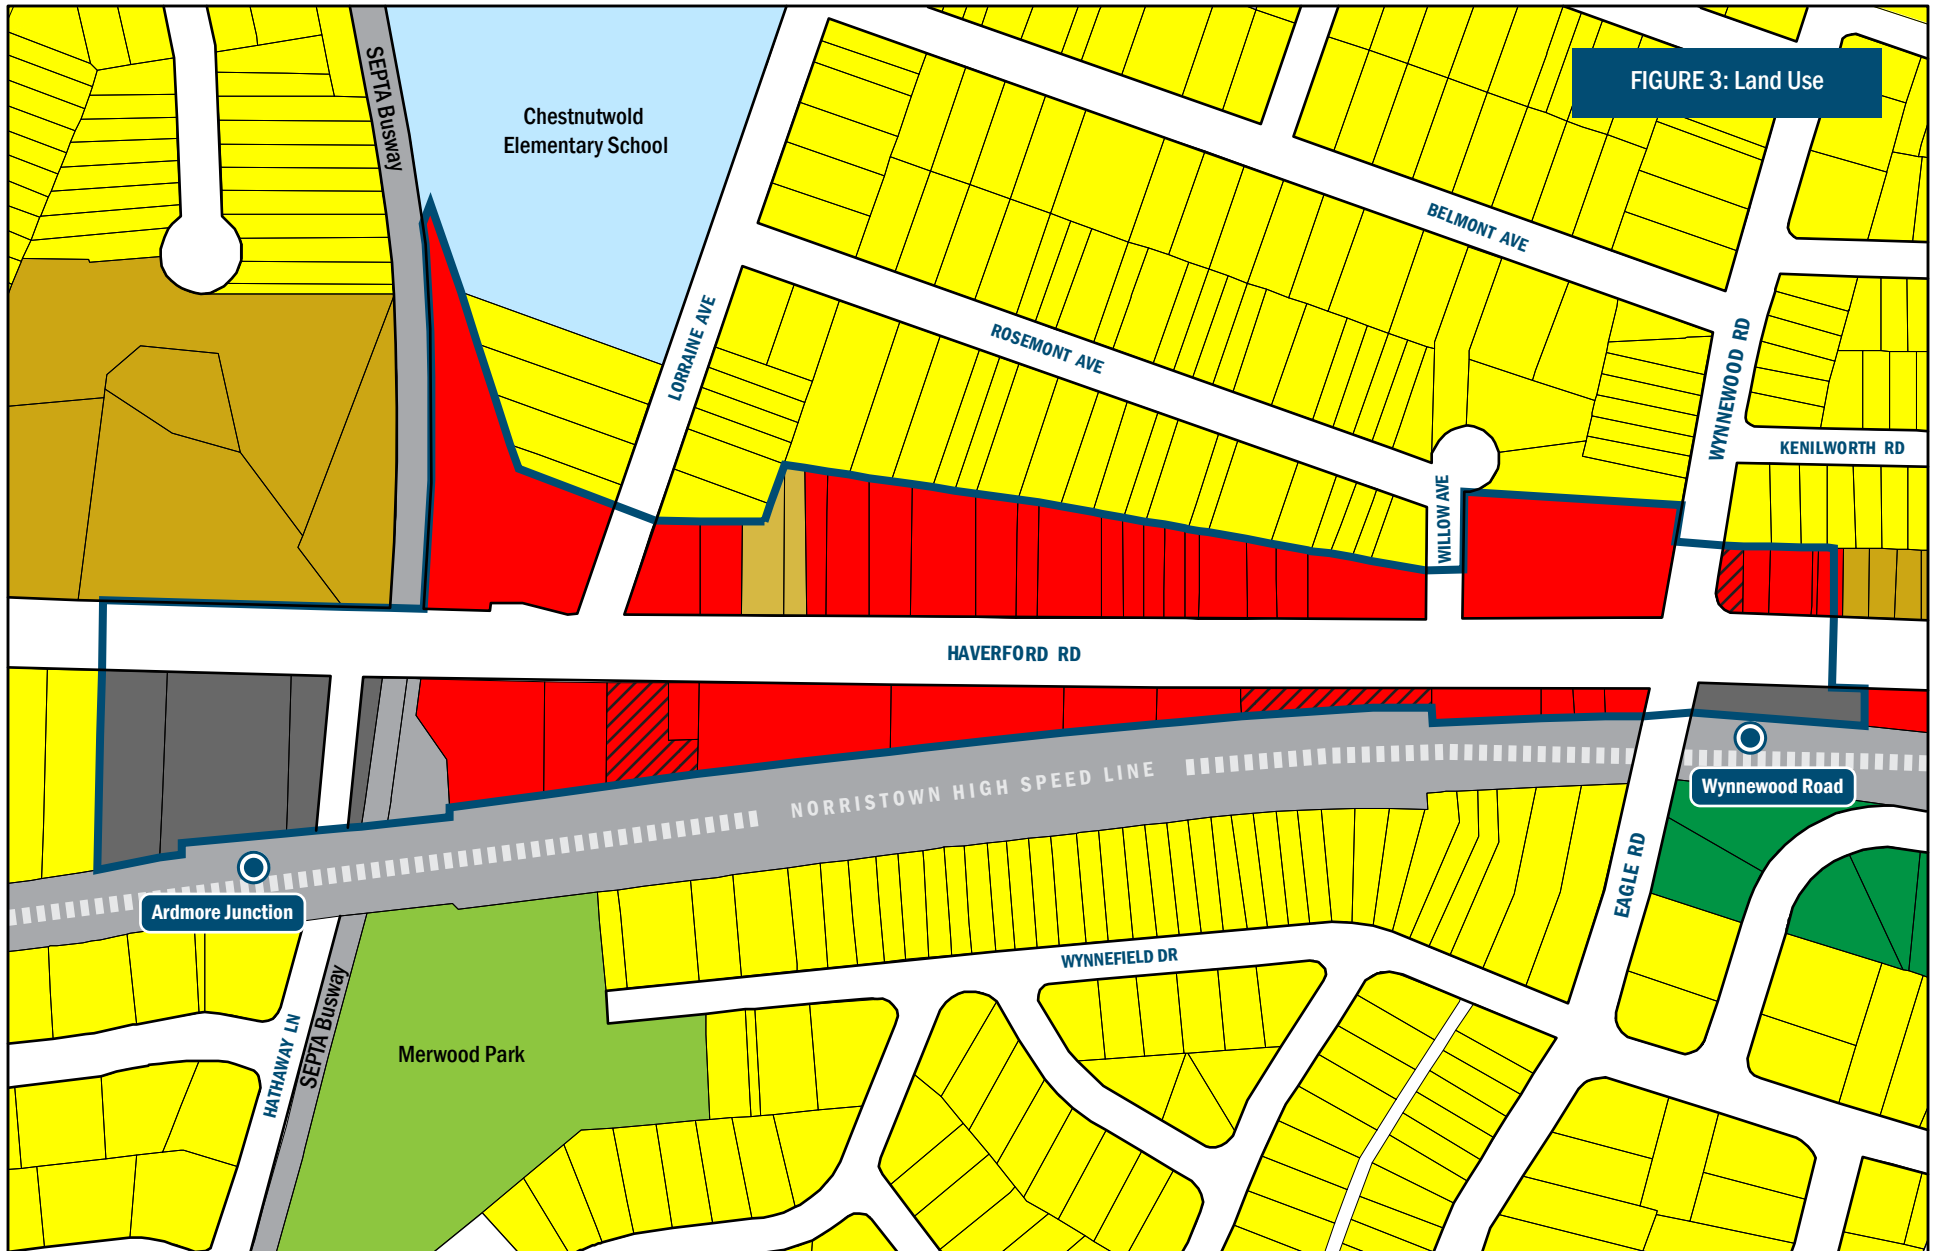 FIGURE 3: Land Use
SEPTA Busway
Chestnutwold
Elementary School
BELMONT AVE
LORRAINE AVE
ROSEMONT AVE
WYNNEWOOD RD
KENILWORTH RD
WILLOW AVE
HAVERFORD RD
NORRISTOWN HIGH SPEED LINE
Wynnewood Road
Ardmore Junction
EAGLE RD
WYNNEFIELD DR
HATHAWAY LN
SEPTA Busway
Merwood Park